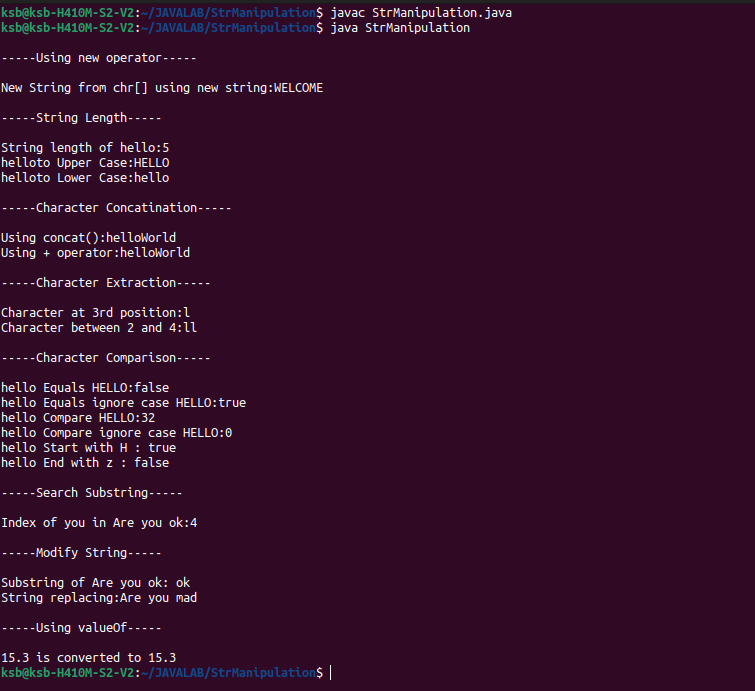 ksb@ksb-H410M-S2-V2:~/JAVALAB/StrManipulation$ javac StrManipulation.java
ksb@ksb-H410M-S2-V2:~/JAVALAB/StrManipulation$ java StrManipulation
-----Using new operator-----
New String from chr[] using new string:WELCOME
-----String Length-----
String length of hello:5
helloto Upper Case:HELLO
helloto Lower Case:hello
-----Character Concatination-----
Using concat():helloWorld
Using + operator:helloWorld
-----Character Extraction-----
Character at 3rd position:l
Character between 2 and 4:ll
-----Character Comparison-----
hello Equals HELLO:false
hello Equals ignore case HELLO:true
hello Compare HELLO:32
hello Compare ignore case HELLO:0
hello Start with H : true
hello End with z : false
-----Search Substring-----
Index of you in Are you ok:4
-----Modify String-----
Substring of Are you ok: ok
String replacing:Are you mad
-----Using valueOf-----
15.3 is converted to 15.3
ksb@ksb-H410M-S2-V2:~/JAVALAB/StrManipulation$